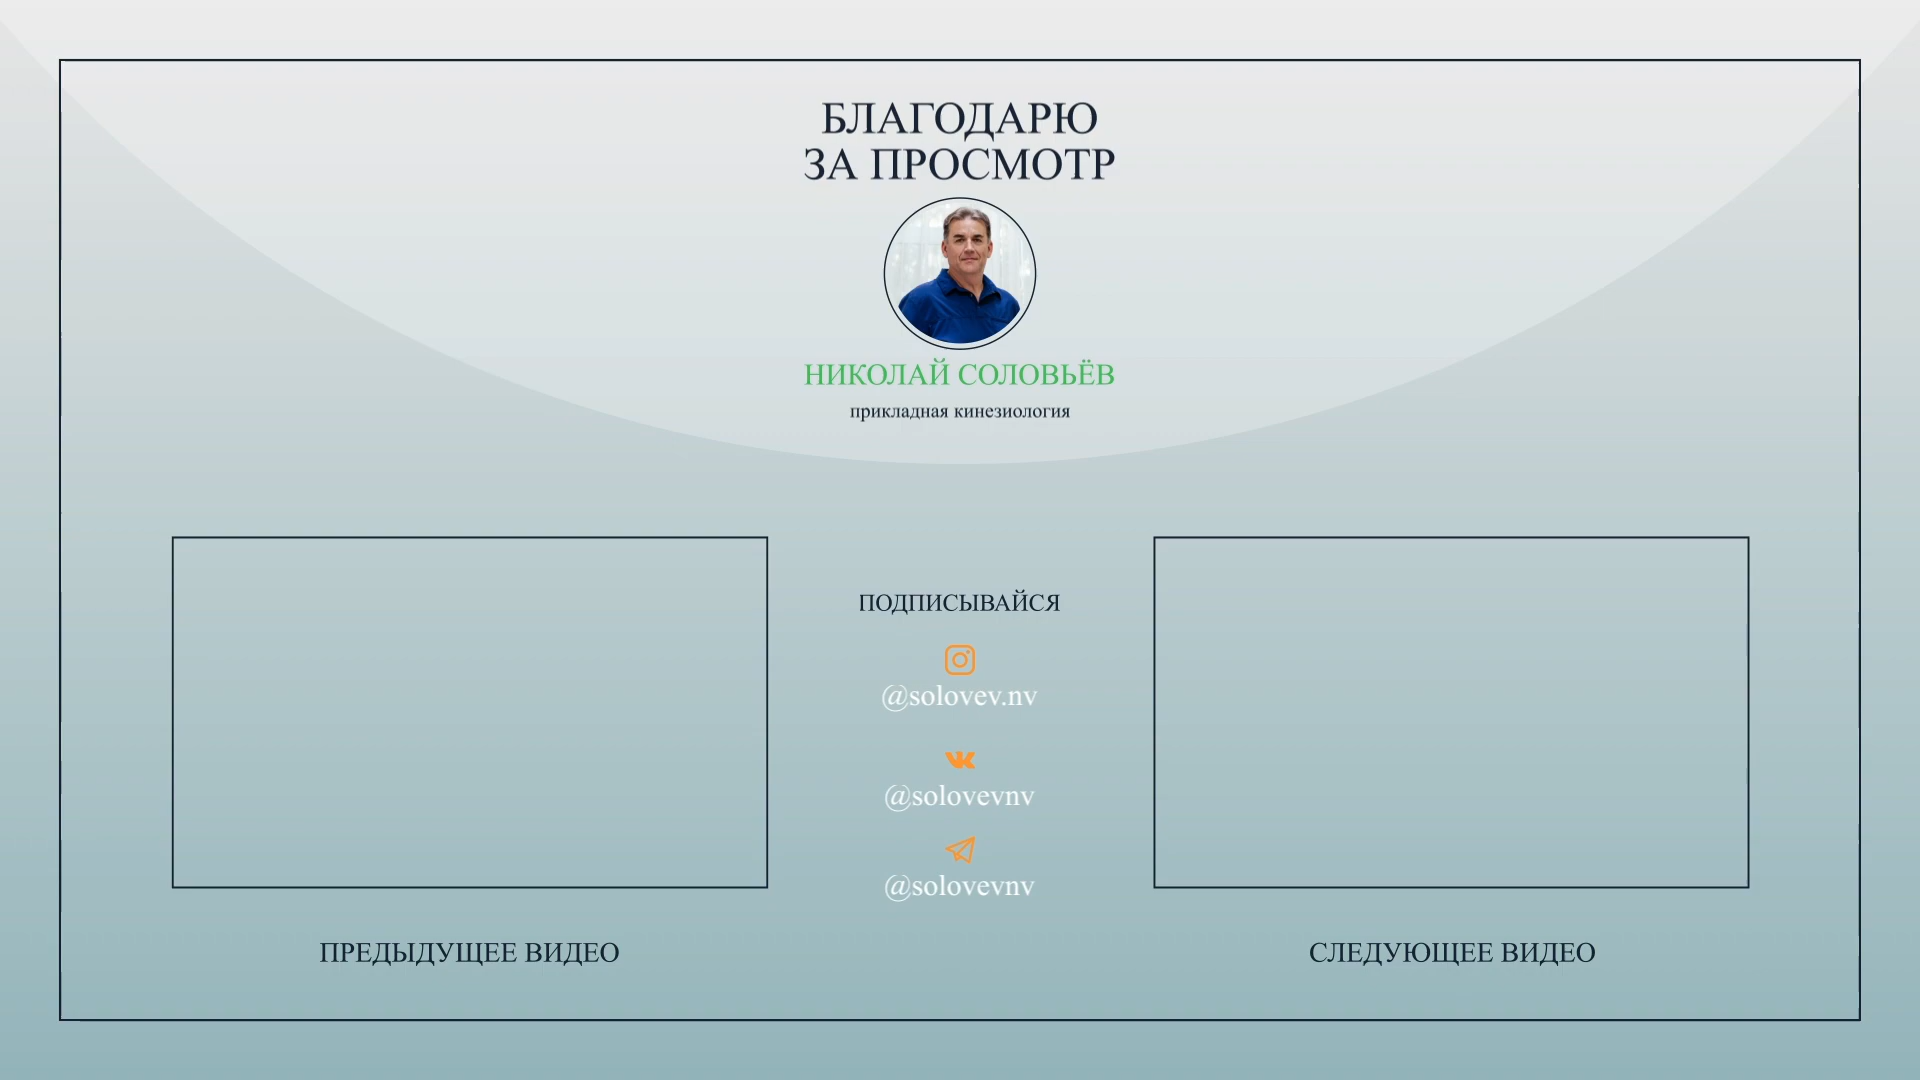 БЛАГОДАРЮ
ЗА ПРОСМОТР
НИКОЛАЙ СОЛОВЬЁВ
прикладная кинезиология
ПОДПИСЫВАЙСЯ
@solovev.nv
@solovevnv
@solovevnv
ПРЕДЫДУЩЕЕ ВИДЕО
СЛЕДУЮЩЕЕ ВИДЕО